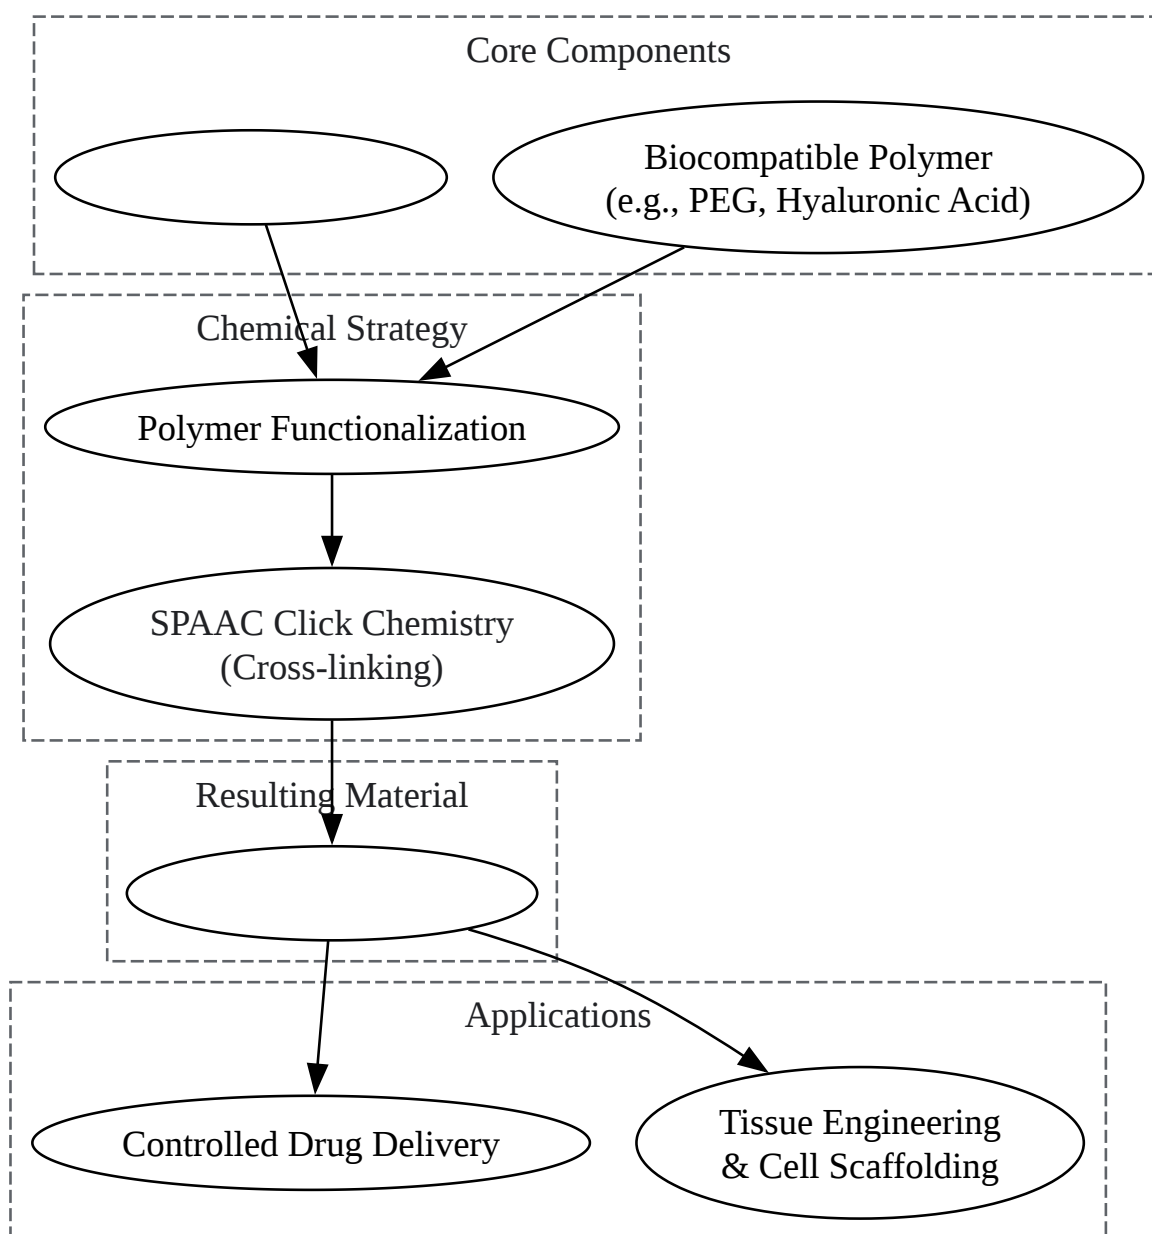 Core Components
Biocompatible Polymer
(e.g., PEG, Hyaluronic Acid)
Chemical Strategy
Polymer Functionalization
SPAAC Click Chemistry
(Cross-linking)
Resulting Material
Applications
Controlled Drug Delivery
Tissue Engineering
& Cell Scaffolding